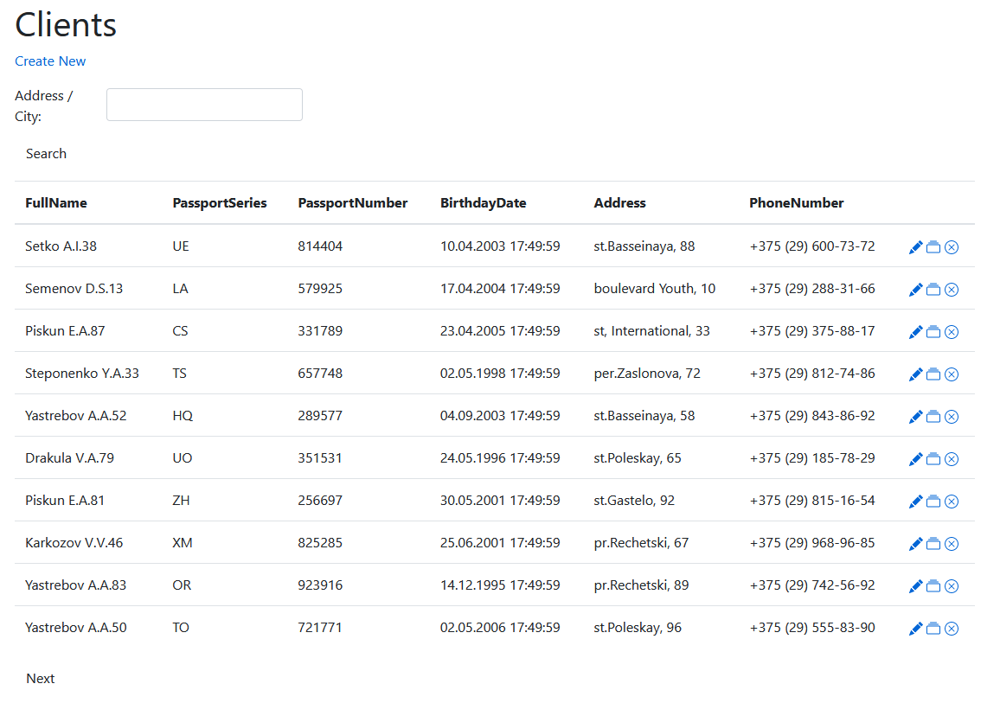 Clients
Create New
Address /
City:
Search
FullName PassportSeries PassportNumber BirthdayDate Address PhoneNumber
Setko A.I.38 UE 814404 10.04.2003 17:49:59 st.Basseinaya, 88 +375 (29) 600-73-72
Semenov D.S.13 LA 579925 17.04.2004 17:49:59 boulevard Youth, 10 +375 (29) 288-31-66
Piskun E.A.87 CS 331789 23.04.2005 17:49:59 st, International, 33 +375 (29) 375-88-17
Steponenko Y.A.33 TS 657748 02.05.1998 17:49:59 per.Zaslonova, 72 +375 (29) 812-74-86
Yastrebov A.A.52 HQ 289577 04.09.2003 17:49:59 st.Basseinaya, 58 +375 (29) 843-86-92
Drakula V.A.79 UO 351531 24.05.1996 17:49:59 st.Poleskay, 65 +375 (29) 185-78-29
Piskun E.A.81 ZH 256697 30.05.2001 17:49:59 st.Gastelo, 92 +375 (29) 815-16-54
Karkozov V.V.46 XM 825285 25.06.2001 17:49:59 pr.Rechetski, 67 +375 (29) 968-96-85
Yastrebov A.A.83 OR 923916 14.12.1995 17:49:59 pr.Rechetski, 89 +375 (29) 742-56-92
Yastrebov A.A.50 TO 721771 02.05.2006 17:49:59 st.Poleskay, 96 +375 (29) 555-83-90
Next